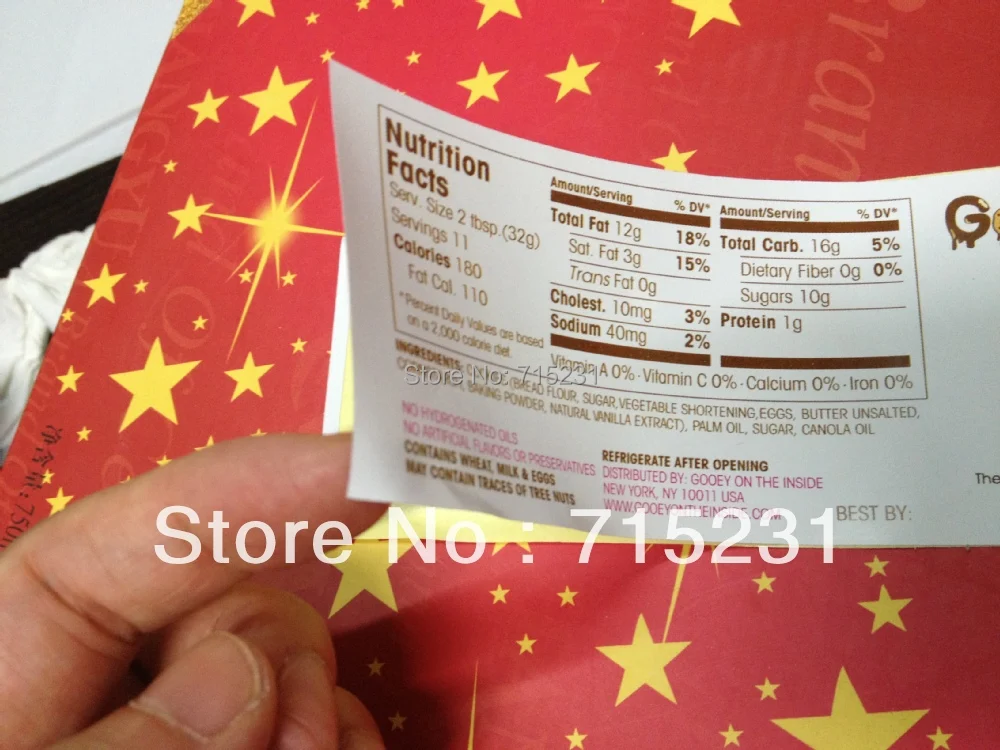 Nutrition
Facts
Serv. Size 2 tbsp.(32g)
Servings 11
Calories 180
Fat Cal. 110
*Percent Daily Values are based
on a 2,000 calorie diet.
Amount/Serving % DV*
Total Fat 12g 18%
Sat. Fat 3g 15%
Trans Fat 0g
Cholest. 10mg 3%
Sodium 40mg 2%
Amount/Serving % DV*
Total Carb. 16g 5%
Dietary Fiber 0g 0%
Sugars 10g
Protein 1g
Vitamin A 0% · Vitamin C 0% · Calcium 0% · Iron 0%
INGREDIENTS (BREAD FLOUR, SUGAR, VEGETABLE SHORTENING, EGGS, BUTTER UNSALTED,
BAKING POWDER, NATURAL VANILLA EXTRACT), PALM OIL, SUGAR, CANOLA OIL
NO HYDROGENATED OILS
NO ARTIFICIAL FLAVORS OR PRESERVATIVES
CONTAINS WHEAT, MILK & EGGS
MAY CONTAIN TRACES OF TREE NUTS
REFRIGERATE AFTER OPENING
DISTRIBUTED BY: GOOEY ON THE INSIDE
NEW YORK, NY 10011 USA
WWW.GOOEYONTHEINSIDE.COM
BEST BY:
The
Store No: 715231
Store No : 715231
净含量:750